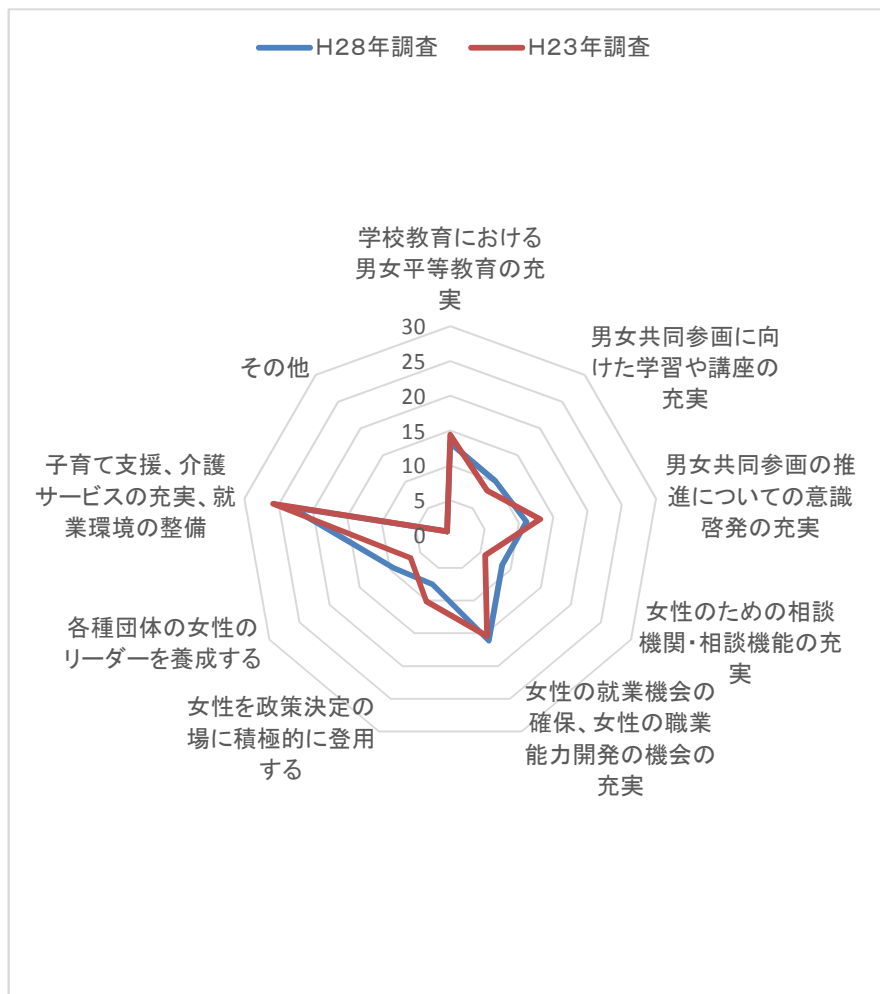 H28年調査 H23年調査
学校教育における
男女平等教育の充
実
男女共同参画に向
けた学習や講座の
充実
男女共同参画の推
進についての意識
啓発の充実
女性のための相談
機関・相談機能の充
実
女性の就業機会の
確保、女性の職業
能力開発の機会の
充実
女性を政策決定の
場に積極的に登用
する
各種団体の女性の
リーダーを養成する
子育て支援、介護
サービスの充実、就
業環境の整備
その他
30
25
20
15
10
5
0